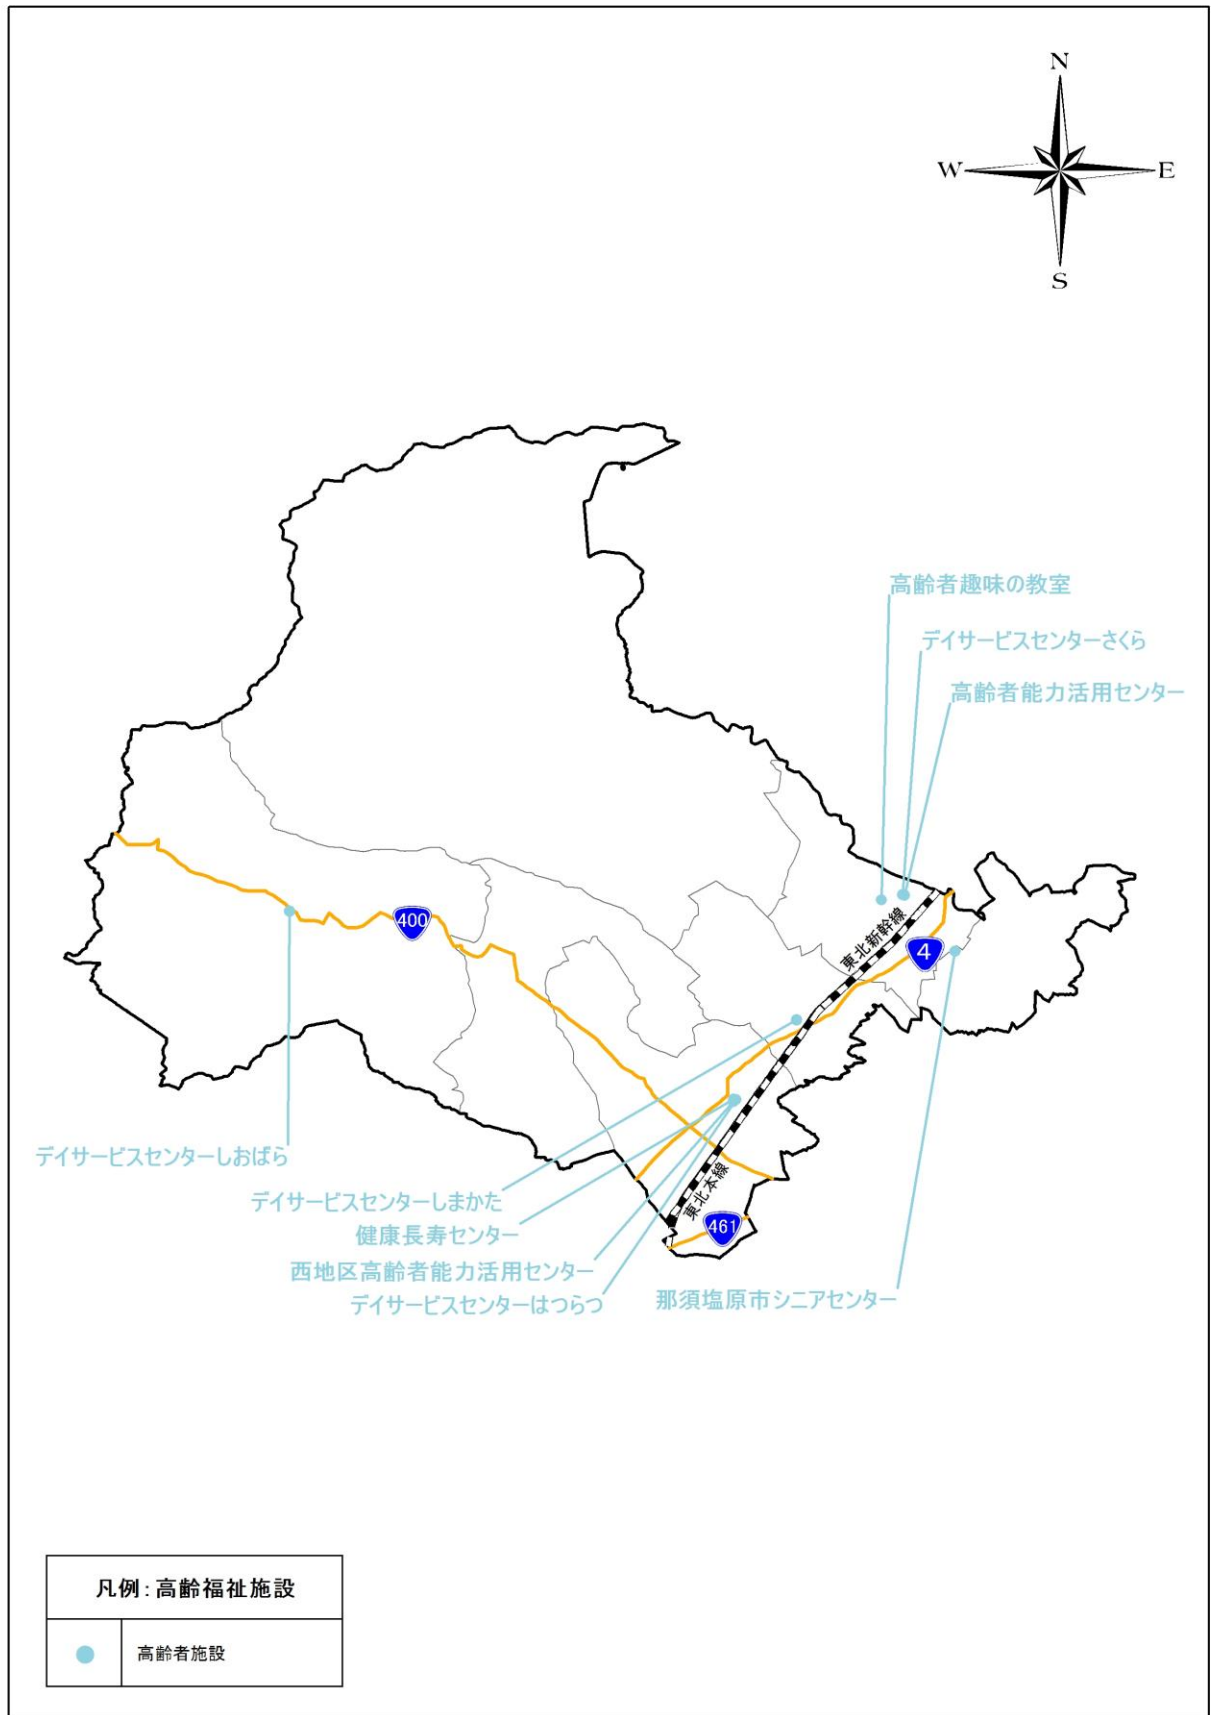 N
W
E
S
高齢者趣味の教室
デイサービスセンターさくら
高齢者能力活用センター
東北新幹線
400
4
デイサービスセンターしおばら
デイサービスセンターしまかた
東北本線
健康長寿センター
461
西地区高齢者能力活用センター
デイサービスセンターはつらつ
那須塩原市シニアセンター
凡例:高齢福祉施設
高齢者施設